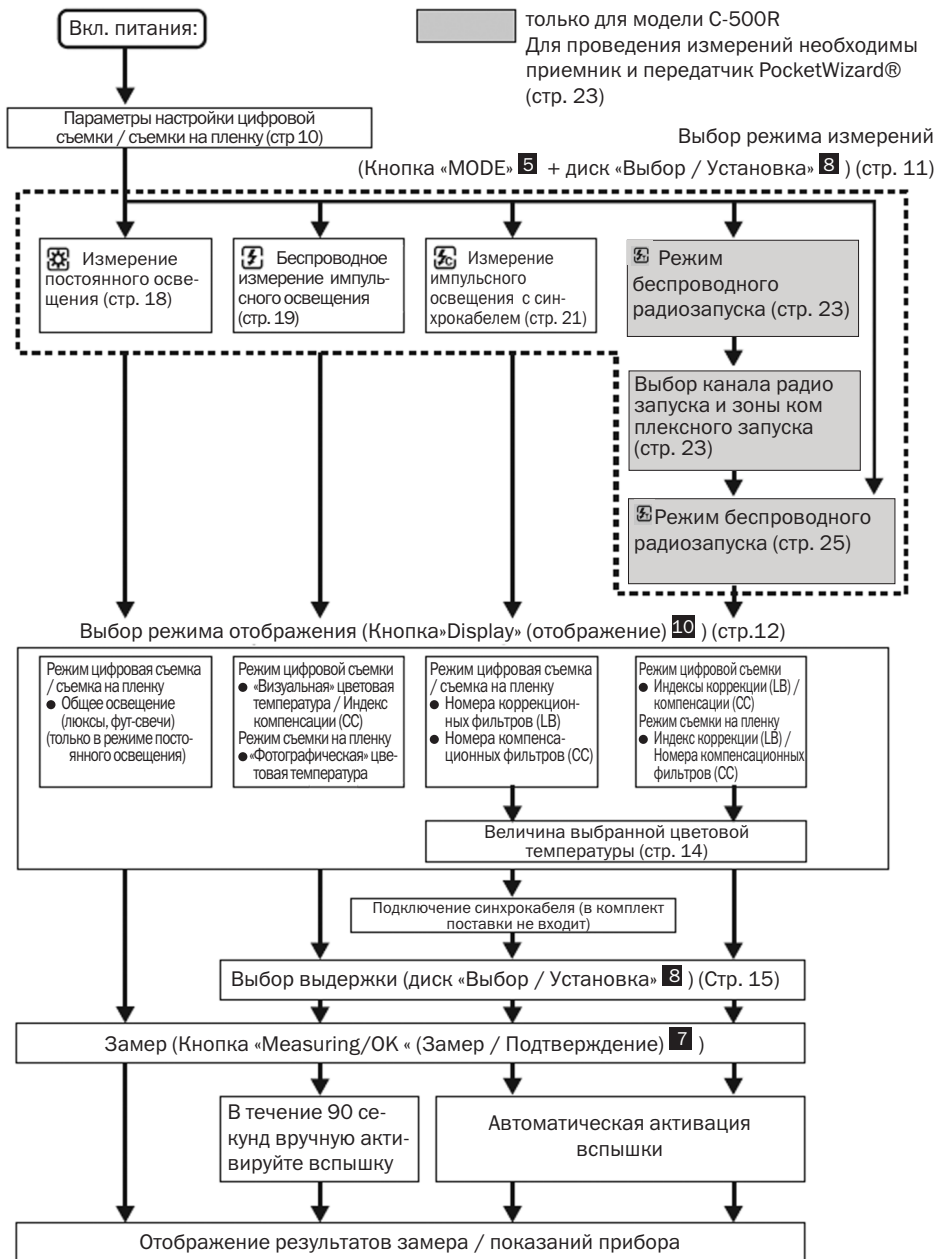 Вкл. питания:
только для модели C-500R
Для проведения измерений необходимы
приемник и передатчик PocketWizard®
(стр. 23)
Параметры настройки цифровой
съемки / съемки на пленку (стр 10)
Выбор режима измерений
(Кнопка «MODE» 5 + диск «Выбор / Установка» 8 ) (стр. 11)
Измерение
постоянного осве-
щения (стр. 18)
Беспроводное
измерение импуль-
сного освещения
(стр. 19)
Измерение
импульсного
освещения с син-
хрокабелем (стр. 21)
Режим
беспроводного
радиозапуска (стр. 23)
Выбор канала радио
запуска и зоны ком
плексного запуска
(стр. 23)
Режим беспроводного
радиозапуска (стр. 25)
Выбор режима отображения (Кнопка»Display» (отображение) 10 ) (стр.12)
Режим цифровая съемка
/ съемка на пленку
● Общее освещение
(люксы, фут-свечи)
(только в режиме посто-
янного освещения)
Режим цифровой съемки
● «Визуальная» цветовая
температура / Индекс
компенсации (CC)
Режим съемки на пленку
● «Фотографическая» цве-
товая температура
Режим цифровая съемка
/ съемка на пленку
● Номера коррекцион-
ных фильтров (LB)
● Номера компенса-
ционных фильтров (CC)
Режим цифровой съемки
● Индексы коррекции (LB) /
компенсации (CC)
Режим съемки на пленку
● Индекс коррекции (LB) /
Номера компенсационных
фильтров (CC)
Величина выбранной цветовой
температуры (стр. 14)
Подключение синхрокабеля (в комплект
поставки не входит)
Выбор выдержки (диск «Выбор / Установка» 8 ) (Стр. 15)
Замер (Кнопка «Measuring/OK « (Замер / Подтверждение) 7 )
В течение 90 се-
кунд вручную акти-
вируйте вспышку
Автоматическая активация
вспышки
Отображение результатов замера / показаний прибора